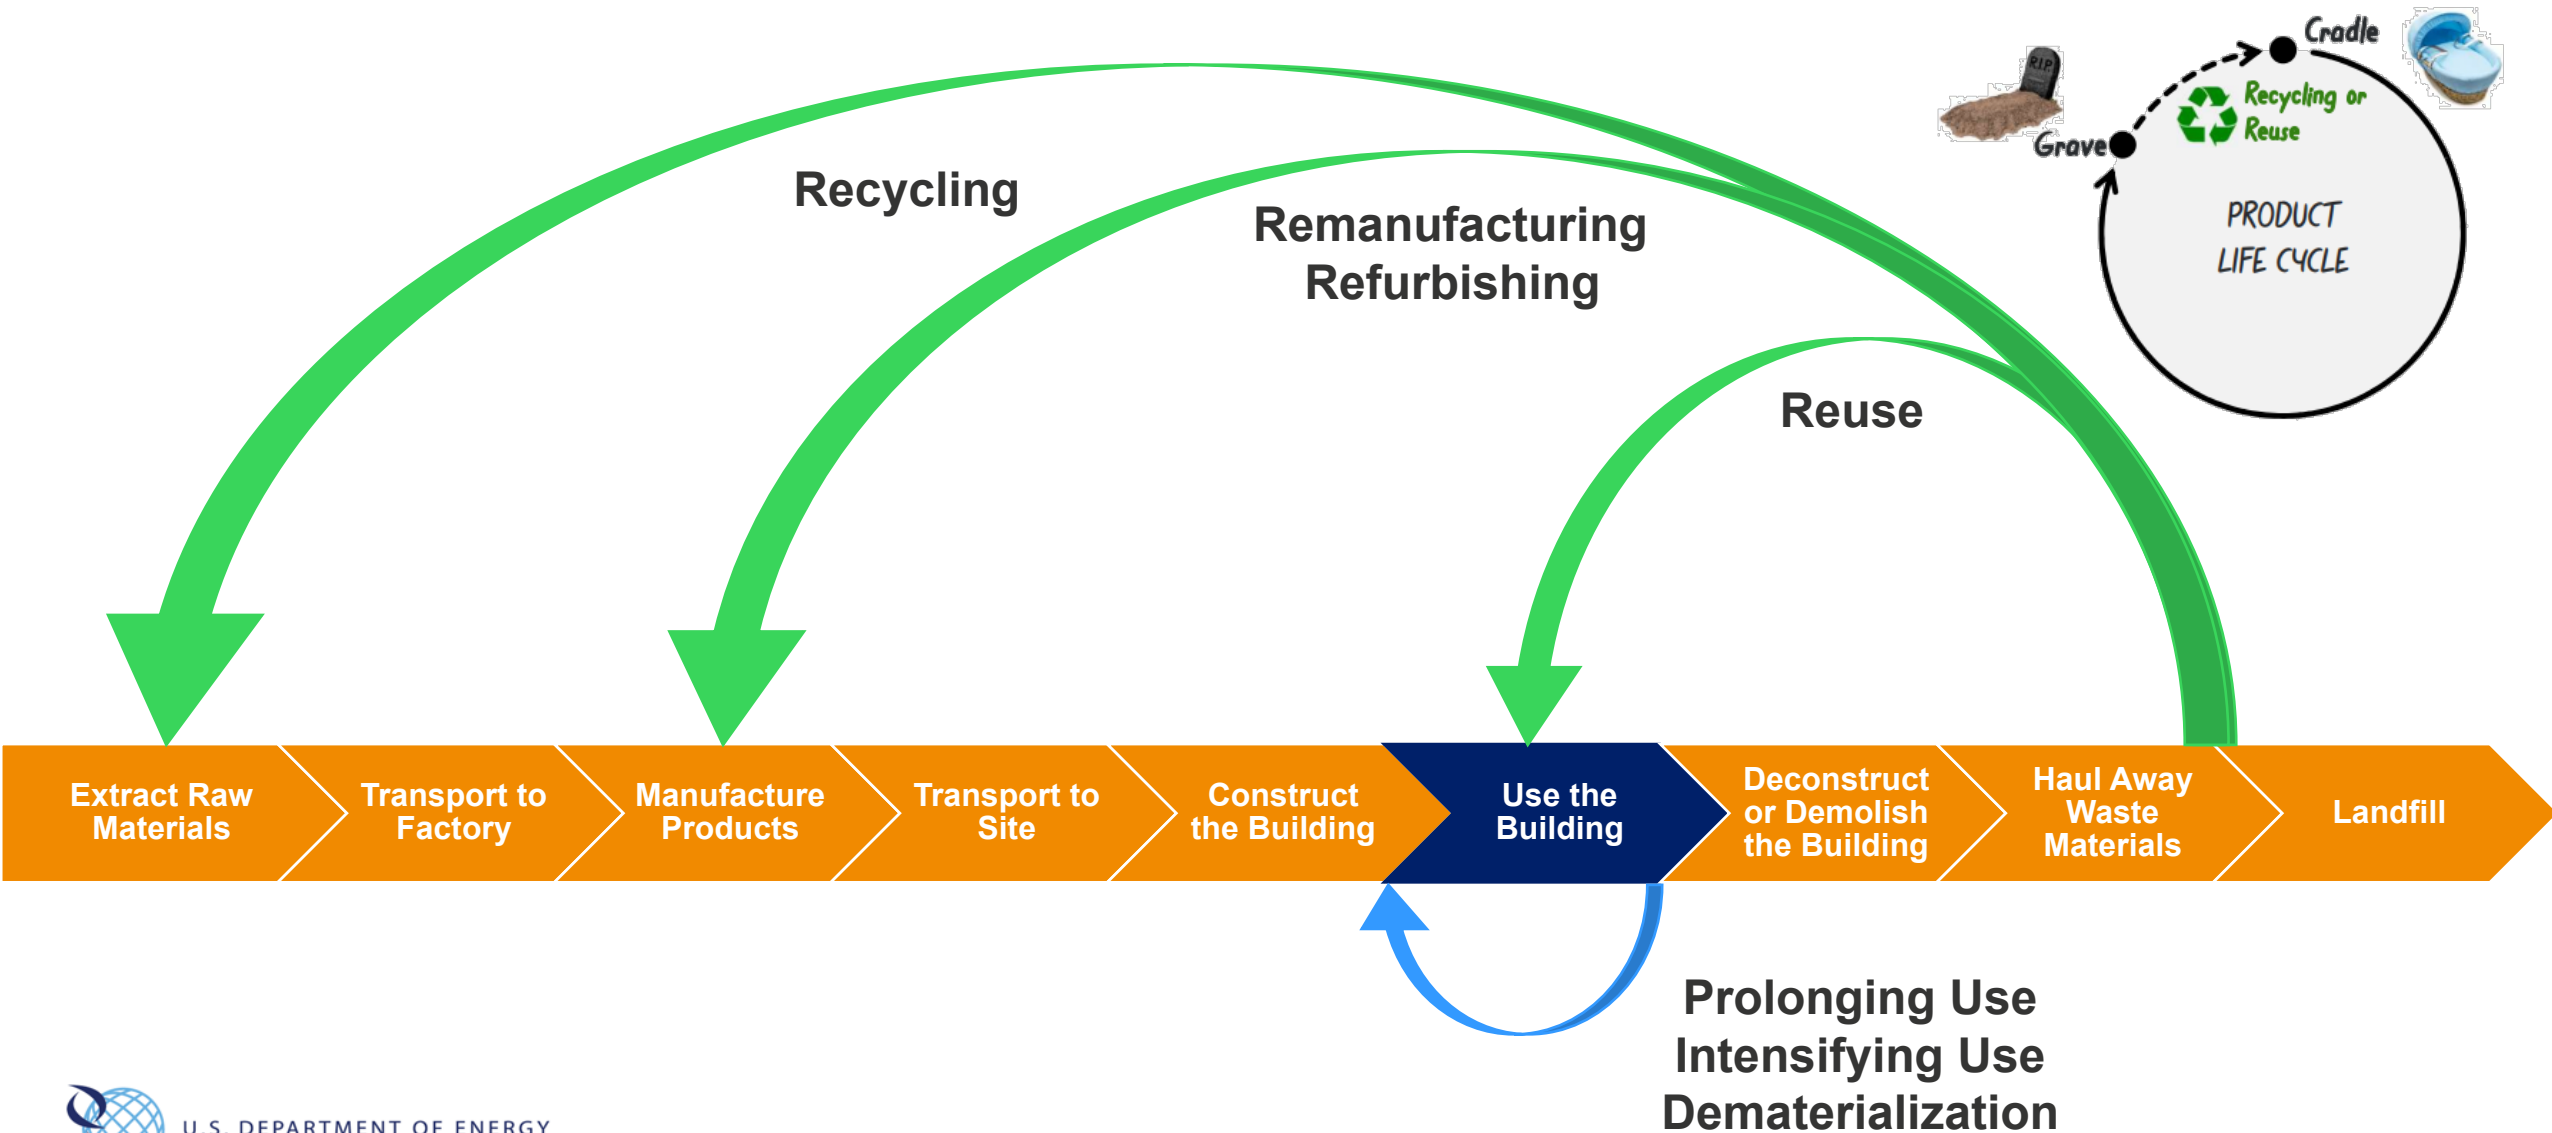 Cradle
R.I.P.
Recycling or
Reuse
Grave
PRODUCT
LIFE CYCLE
Recycling
Remanufacturing
Refurbishing
Reuse
Extract Raw
Materials
Transport to
Factory
Manufacture
Products
Transport to
Site
Construct
the Building
Use the
Building
Deconstruct
or Demolish
the Building
Haul Away
Waste
Materials
Landfill
Prolonging Use
Intensifying Use
Dematerialization
U.S. DEPARTMENT OF ENERGY